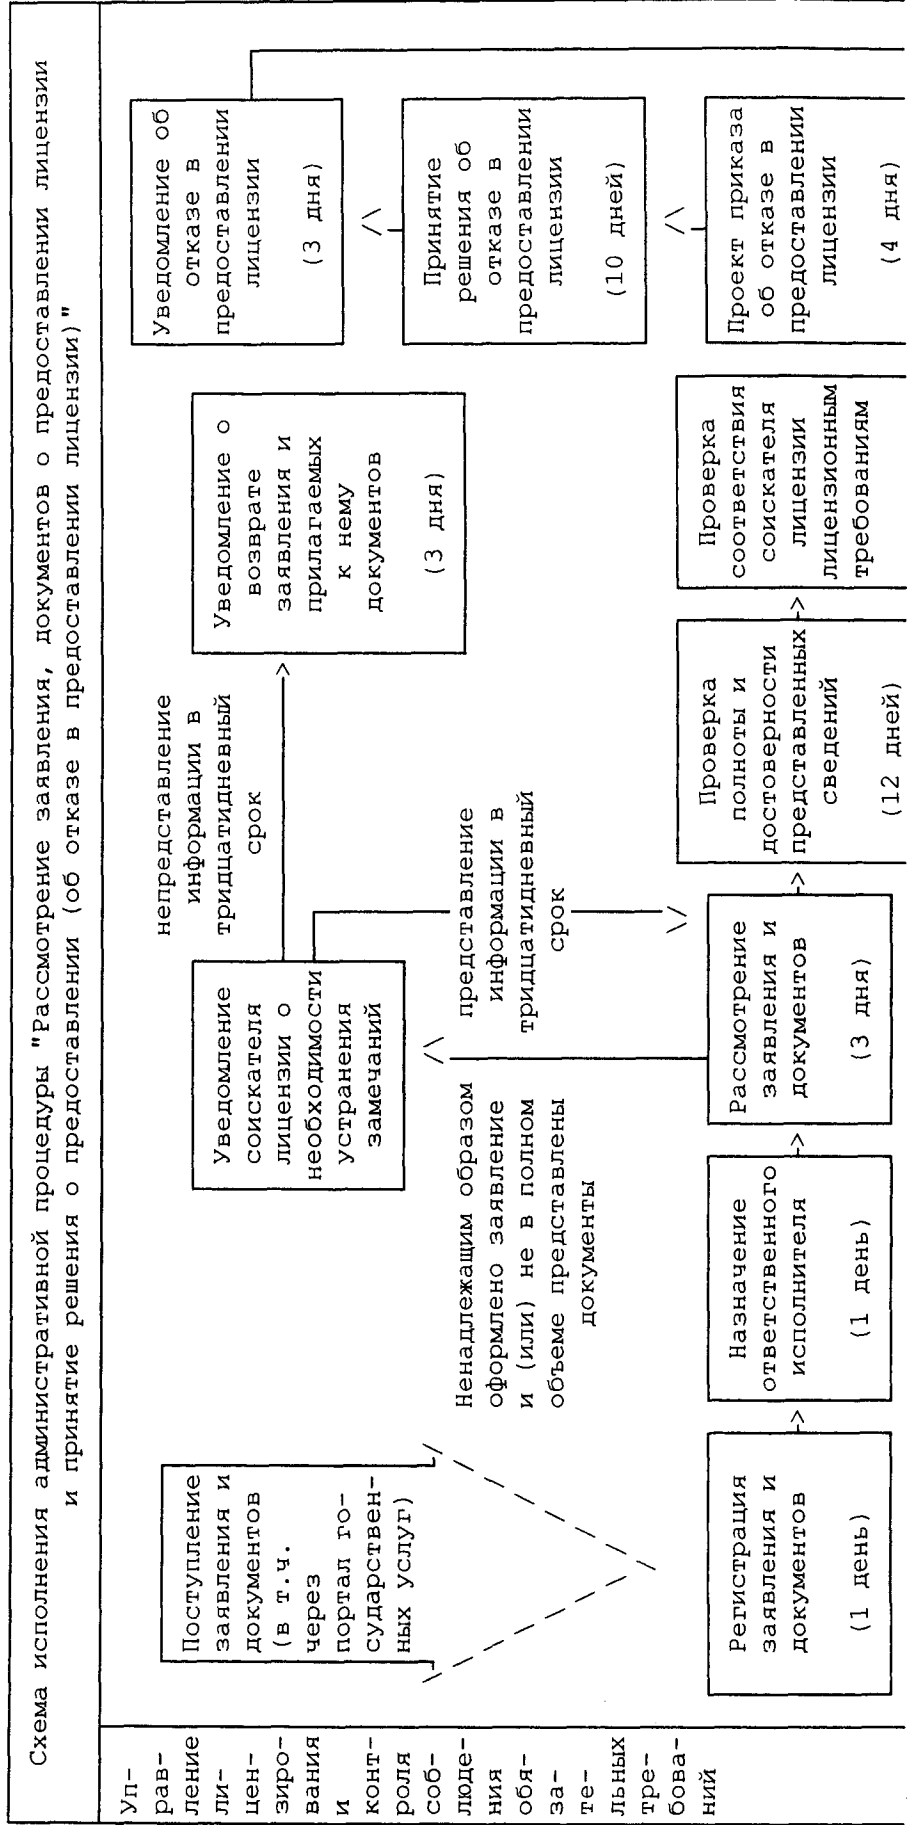 Схема исполнения административной процедуры "Рассмотрение заявления, документов о предоставлении лицензии
и принятие решения о предоставлении (об отказе в предоставлении лицензии)"
Уп-
рав-
ление
ли-
цен-
зиро-
вания
и
конт-
роля
соб-
люде-
ния
обя-
за-
те-
льных
тре-
бова-
ний
Поступление
заявления и
документов
(в т.ч.
через
портал го-
сударствен-
ных услуг)
Регистрация
заявления и
документов
(1 день)
Назначение
ответственного
исполнителя
(1 день)
Ненадлежащим образом
оформлено заявление
и (или) не в полном
объеме представлены
документы
Уведомление
соискателя
лицензии о
необходимости
устранения
замечаний
Рассмотрение
заявления и
документов
(3 дня)
непредставление
информации в
тридцатидневный
срок
представление
информации в
тридцатидневный
срок
Уведомление о
возврате
заявления и
прилагаемых
к нему
документов
(3 дня)
Проверка
полноты и
достоверности
представленных
сведений
(12 дней)
Проверка
соответствия
соискателя
лицензии
лицензионным
требованиям
Уведомление об
отказе в
предоставлении
лицензии
(3 дня)
Принятие
решения об
отказе в
предоставлении
лицензии
(10 дней)
Проект приказа
об отказе в
предоставлении
лицензии
(4 дня)